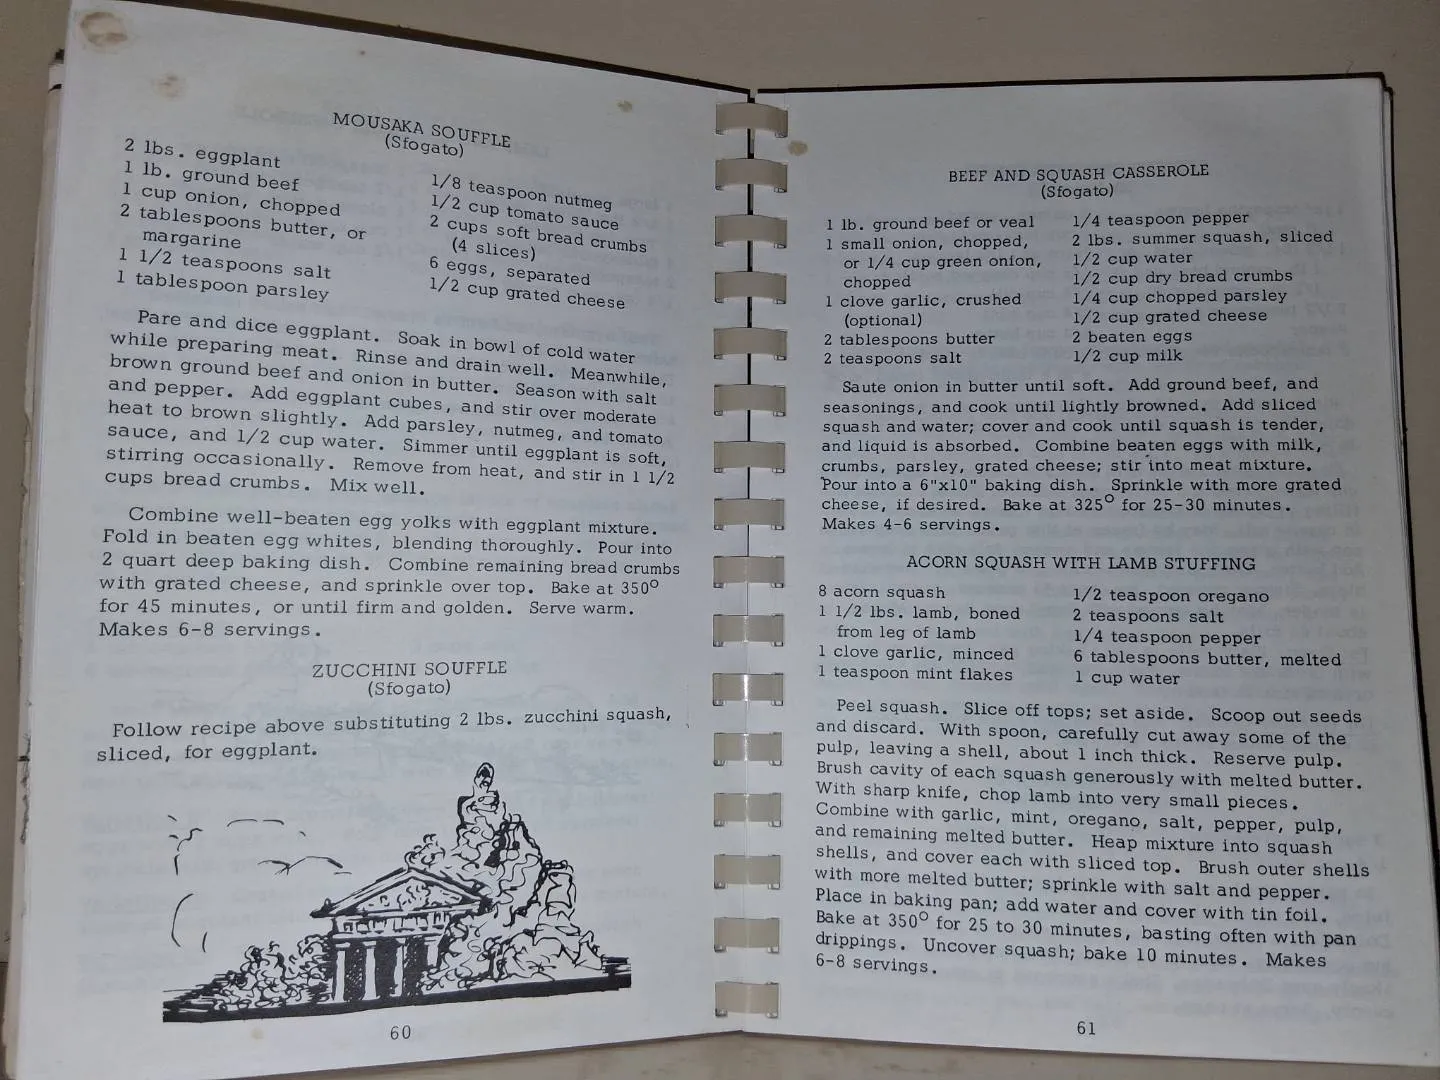 MOUSAKA SOUFFLE
(Sfogato)
2 lbs. eggplant
1 lb. ground beef
1 cup onion, chopped
2 tablespoons butter, or
margarine
1 1/2 teaspoons salt
1 tablespoon parsley
1/8 teaspoon nutmeg
1/2 cup tomato sauce
2 cups soft bread crumbs
(4 slices)
6 eggs, separated
1/2 cup grated cheese
Pare and dice eggplant. Soak in bowl of cold water
while preparing meat. Rinse and drain well. Meanwhile,
brown ground beef and onion in butter. Season with salt
and pepper. Add eggplant cubes, and stir over moderate
heat to brown slightly. Add parsley, nutmeg, and tomato
sauce, and 1/2 cup water. Simmer until eggplant is soft,
stirring occasionally. Remove from heat, and stir in 1 1/2
cups bread crumbs. Mix well.
Combine well-beaten egg yolks with eggplant mixture.
Fold in beaten egg whites, blending thoroughly. Pour into
2 quart deep baking dish. Combine remaining bread crumbs
with grated cheese, and sprinkle over top. Bake at 350°
for 45 minutes, or until firm and golden. Serve warm.
Makes 6-8 servings.
ZUCCHINI SOUFFLE
(Sfogato)
Follow recipe above substituting 2 lbs. zucchini squash,
sliced, for eggplant.
60
BEEF AND SQUASH CASSEROLE
(Sfogato)
1 lb. ground beef or veal
1 small onion, chopped,
or 1/4 cup green onion,
chopped
1 clove garlic, crushed
(optional)
2 tablespoons butter
2 teaspoons salt
1/4 teaspoon pepper
2 lbs. summer squash, sliced
1/2 cup water
1/2 cup dry bread crumbs
1/4 cup chopped parsley
1/2 cup grated cheese
2 beaten eggs
1/2 cup milk
Saute onion in butter until soft. Add ground beef, and
seasonings, and cook until lightly browned. Add sliced
squash and water; cover and cook until squash is tender,
and liquid is absorbed. Combine beaten eggs with milk,
crumbs, parsley, grated cheese; stir into meat mixture.
Pour into a 6"x10" baking dish. Sprinkle with more grated
cheese, if desired. Bake at 325° for 25-30 minutes.
Makes 4-6 servings.
ACORN SQUASH WITH LAMB STUFFING
8 acorn squash
1 1/2 lbs. lamb, boned
from leg of lamb
1 clove garlic, minced
1 teaspoon mint flakes
1/2 teaspoon oregano
2 teaspoons salt
1/4 teaspoon pepper
6 tablespoons butter, melted
1 cup water
Peel squash. Slice off tops; set aside. Scoop out seeds
and discard. With spoon, carefully cut away some of the
pulp, leaving a shell, about 1 inch thick. Reserve pulp.
Brush cavity of each squash generously with melted butter.
With sharp knife, chop lamb into very small pieces.
Combine with garlic, mint, oregano, salt, pepper, pulp,
and remaining melted butter. Heap mixture into squash
shells, and cover each with sliced top. Brush outer shells
with more melted butter; sprinkle with salt and pepper.
Place in baking pan; add water and cover with tin foil.
Bake at 350° for 25 to 30 minutes, basting often with pan
drippings. Uncover squash; bake 10 minutes. Makes
6-8 servings.
61